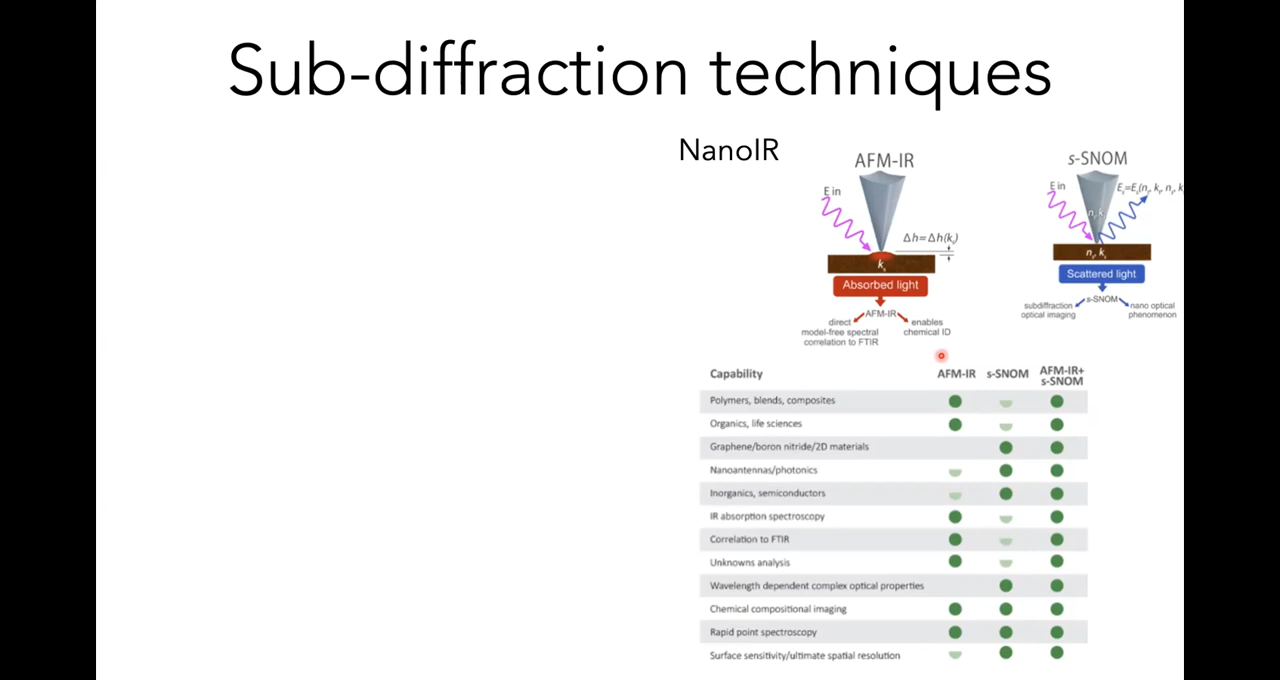 Sub-diffraction techniques
NanoIR
AFM-IR
E in
Δh=Δh(ks)
ks
Absorbed light
AFM-IR
direct
model-free spectral
correlation to FTIR
enables
chemical ID
s-SNOM
E in
Scattered light
s-SNOM
subdiffraction
optical imaging
nano optical
phenomenon
Capability AFM-IR s-SNOM AFM-IR+
s-SNOM
Polymers, blends, composites
Organics, life sciences
Graphene/boron nitride/2D materials
Nanoantennas/photonics
Inorganics, semiconductors
IR absorption spectroscopy
Correlation to FTIR
Unknowns analysis
Wavelength dependent complex optical properties
Chemical compositional imaging
Rapid point spectroscopy
Surface sensitivity/ultimate spatial resolution